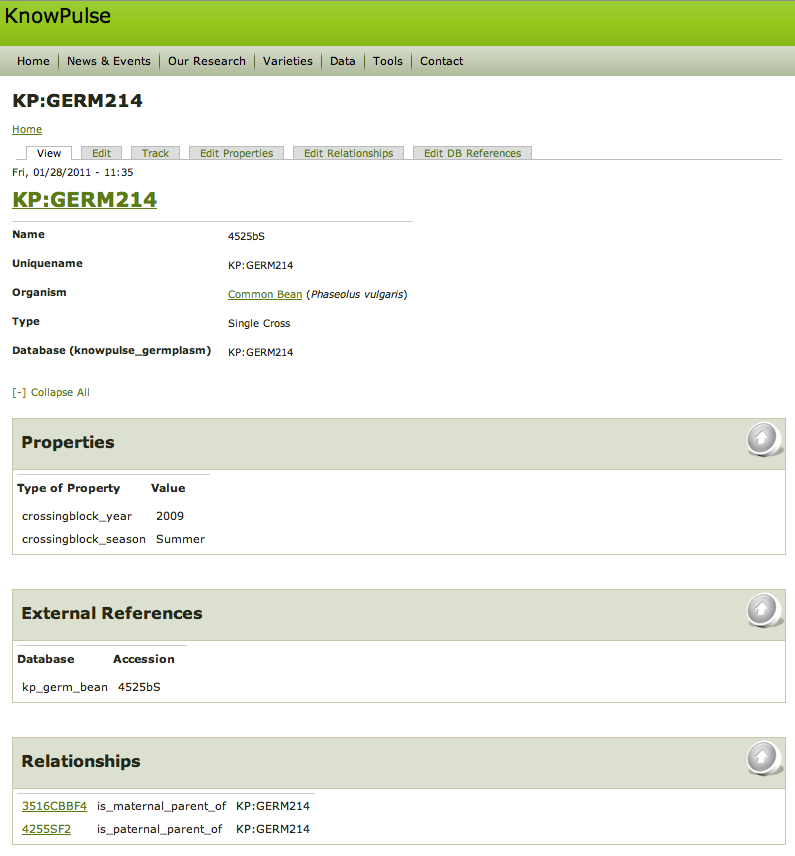 KnowPulse
Home News & Events Our Research Varieties Data Tools Contact
KP:GERM214
Home
View Edit Track Edit Properties Edit Relationships Edit DB References
Fri, 01/28/2011 - 11:35
KP:GERM214
Name 4525bS
Uniquename KP:GERM214
Organism Common Bean (Phaseolus vulgaris)
Type Single Cross
Database (knowpulse_germplasm) KP:GERM214
[-] Collapse All
Properties
Type of Property Value
crossingblock_year 2009
crossingblock_season Summer
External References
Database Accession
kp_germ_bean 4525bS
Relationships
3516CBBF4 is_maternal_parent_of KP:GERM214
4255SF2 is_paternal_parent_of KP:GERM214